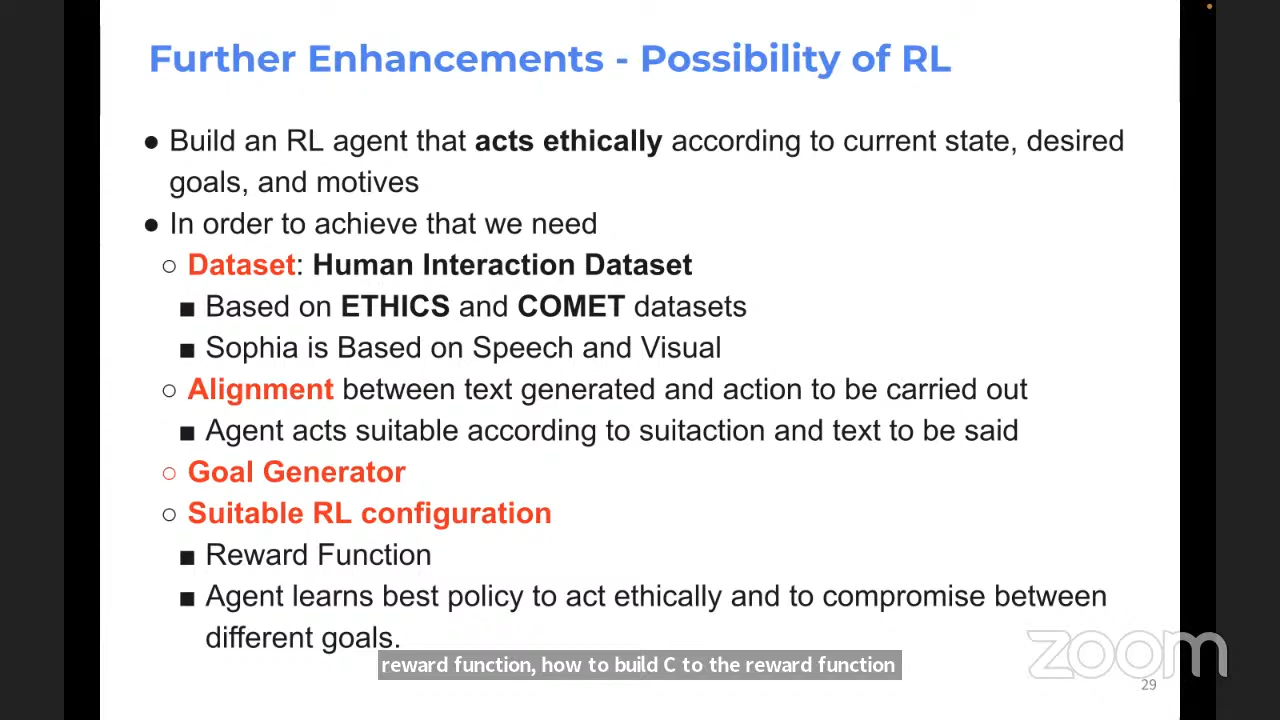 Further Enhancements - Possibility of RL
● Build an RL agent that acts ethically according to current state, desired
goals, and motives
● In order to achieve that we need
○ Dataset: Human Interaction Dataset
■ Based on ETHICS and COMET datasets
■ Sophia is Based on Speech and Visual
○ Alignment between text generated and action to be carried out
■ Agent acts suitable according to suitaction and text to be said
○ Goal Generator
○ Suitable RL configuration
■ Reward Function
■ Agent learns best policy to act ethically and to compromise between
different goals.
reward function, how to build C to the reward function
zoom
29